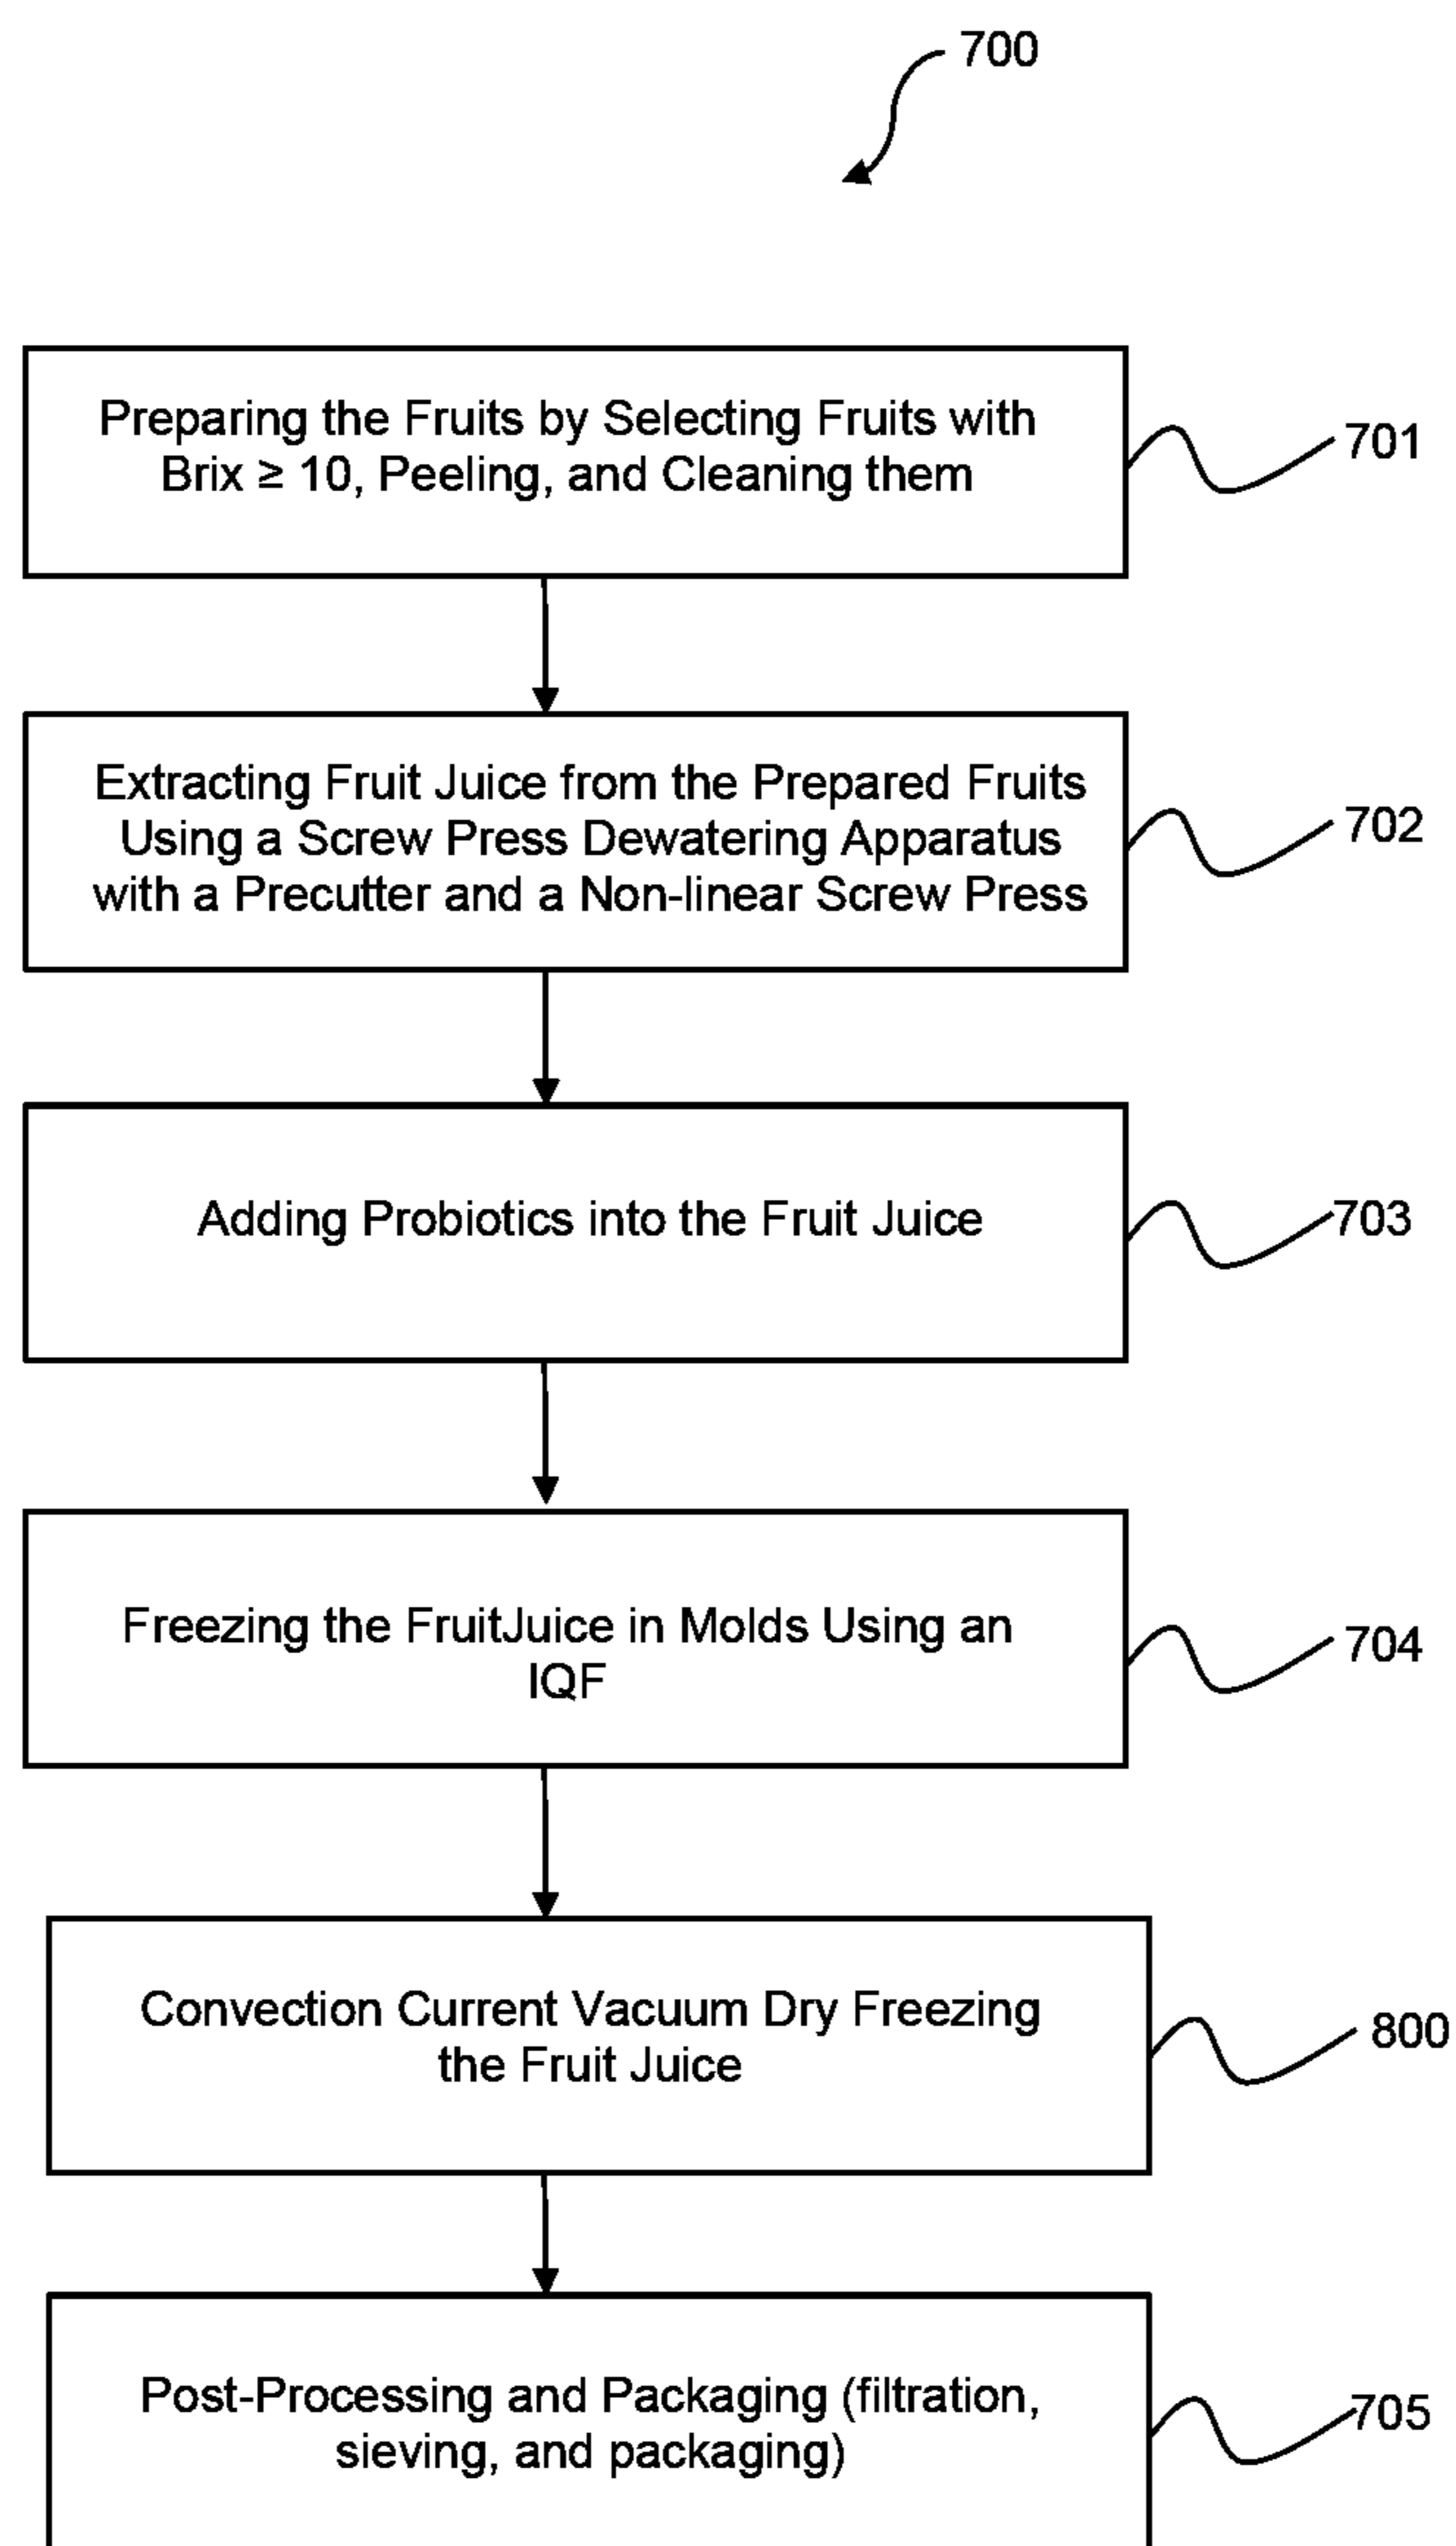 700
Preparing the Fruits by Selecting Fruits with
Brix ≥ 10, Peeling, and Cleaning them
701
Extracting Fruit Juice from the Prepared Fruits
Using a Screw Press Dewatering Apparatus
with a Precutter and a Non-linear Screw Press
702
Adding Probiotics into the Fruit Juice
703
Freezing the FruitJuice in Molds Using an
IQF
704
Convection Current Vacuum Dry Freezing
the Fruit Juice
800
Post-Processing and Packaging (filtration,
sieving, and packaging)
705